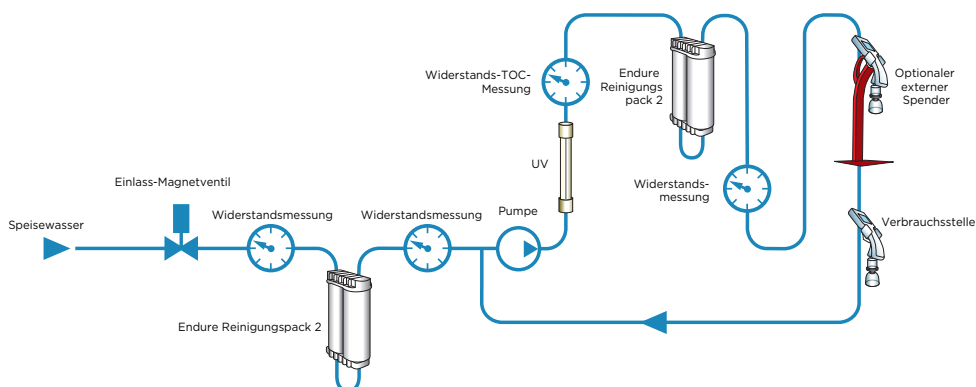 Widerstands-TOC-
Messung
Endure
Reinigungs
pack 2
Optionaler
externer
Spender
UV
Einlass-Magnetventil
Widerstands-
messung
Speisewasser
Widerstandsmessung
Widerstandsmessung
Pumpe
Verbrauchsstelle
Endure Reinigungspack 2